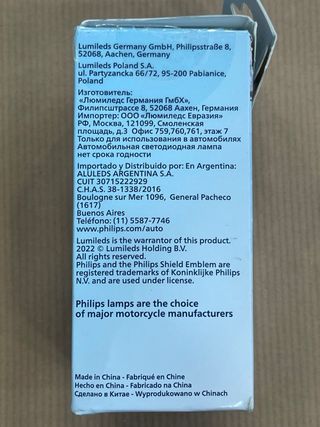 Lumileds Germany GmbH, Philipsstraße 8,
52068, Aachen, Germany
Lumileds Poland S.A.
ul. Partyzancka 66/72, 95-200 Pabianice,
Poland
Изготовитель:
«Люмиледс Германия ГмбХ»,
Филипсштрассе 8, 52068 Аахен, Германия
Импортер: ООО «Люмиледс Евразия»
РФ, Москва, 121099, Смоленская
площадь, д.3 Офис 759,760,761, этаж 7
Только для использования в автомобилях
Автомобильная светодиодная лампа
нет срока годности
Importado y Distribuido por: En Argentina:
ALULEDS ARGENTINA S.A.
CUIT 30715222929
C.H.A.S. 38-1338/2016
Boulogne sur Mer 1096, General Pacheco
(1617)
Buenos Aires
Teléfono: (11) 5587-7746
www.philips.com/auto
Lumileds is the warrantor of this product.
2022 © Lumileds Holding B.V.
All rights reserved.
Philips and the Philips Shield Emblem are
registered trademarks of Koninklijke Philips
N.V. and are used under license.
Philips lamps are the choice
of major motorcycle manufacturers
Made in China - Fabriqué en Chine
Hecho en China - Fabricado na China
Сделано в Китае - Wyprodukowano w Chinach